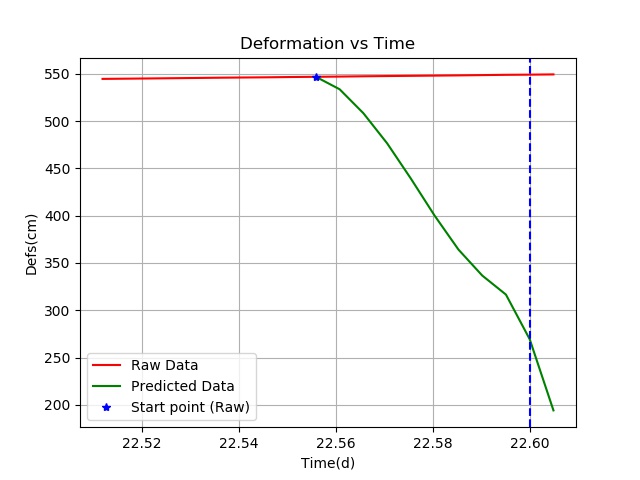 Deformation vs Time
550
500
450
400
350
300
250
200
Defs(cm)
Raw Data
Predicted Data
Start point (Raw)
22.52 22.54 22.56 22.58 22.60
Time(d)